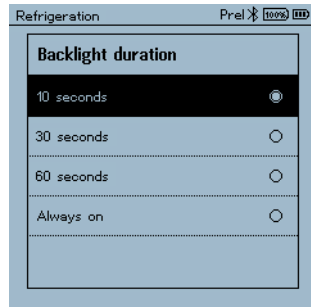 Refrigeration Prel 100%
Backlight duration
10 seconds
30 seconds
60 seconds
Always on